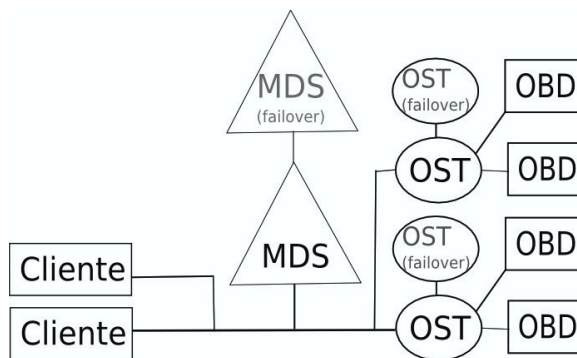 MDS
(failover)
OST
(failover)
OBD
OST
OBD
MDS
OST
(failover)
OBD
Cliente
Cliente
OST
OBD